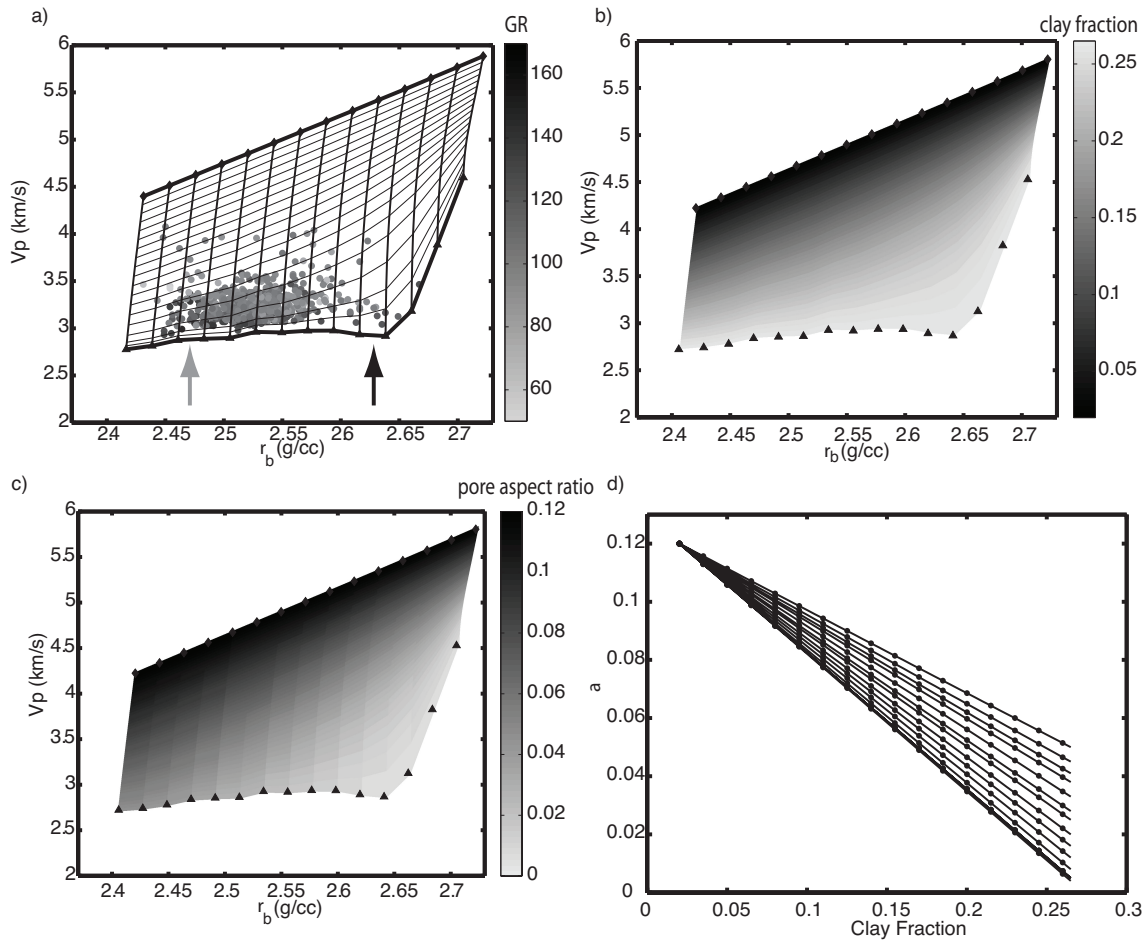 a)
GR
6
5.5
5
4.5
4
3.5
3
2.5
2
Vp (km/s)
2.4 2.45 2.5 2.55 2.6 2.65 2.7
r_b (g/cc)
160
140
120
100
80
60
b)
clay fraction
6
5.5
5
4.5
4
3.5
3
2.5
2
Vp (km/s)
2.4 2.45 2.5 2.55 2.6 2.65 2.7
r_b (g/cc)
0.25
0.2
0.15
0.1
0.05
c)
pore aspect ratio
6
5.5
5
4.5
4
3.5
3
2.5
2
Vp (km/s)
2.4 2.45 2.5 2.55 2.6 2.65 2.7
r_b (g/cc)
0.12
0.1
0.08
0.06
0.04
0.02
0
d)
0.12
0.1
0.08
0.06
0.04
0.02
0
a
0 0.05 0.1 0.15 0.2 0.25 0.3
Clay Fraction